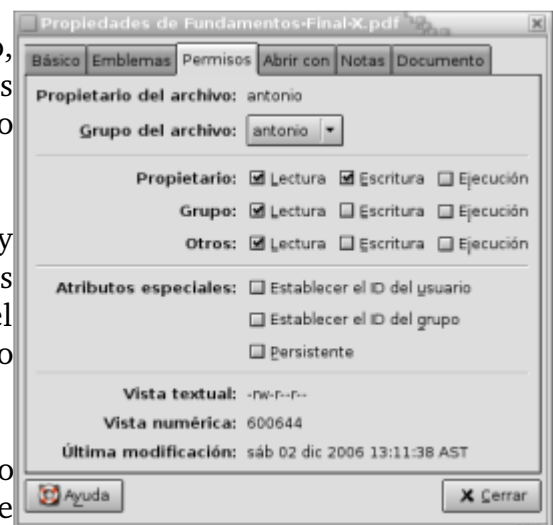 Propiedades de Fundamentos-Final-X.pdf
o,
s
o
y
s
el
o
o
e
Básico Emblemas Permisos Abrir con Notas Documento
Propietario del archivo: antonio
Grupo del archivo: antonio
Propietario: Lectura Escritura Ejecución
Grupo: Lectura Escritura Ejecución
Otros: Lectura Escritura Ejecución
Atributos especiales: Establecer el ID del usuario
Establecer el ID del grupo
Persistente
Vista textual: -rw-r--r--
Vista numérica: 600644
Última modificación: sáb 02 dic 2006 13:11:38 AST
Ayuda Cerrar